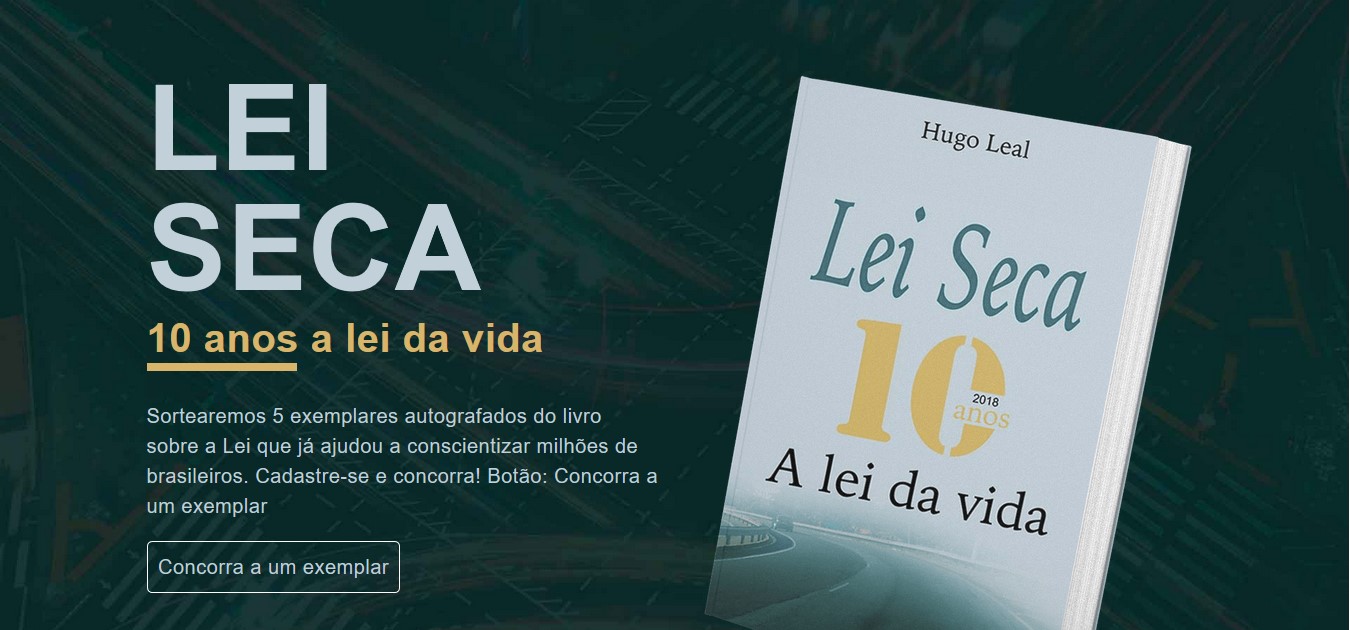 LEI
SECA
10 anos a lei da vida
Sortearemos 5 exemplares autografados do livro
sobre a Lei que já ajudou a conscientizar milhões de
brasileiros. Cadastre-se e concorra! Botão: Concorra a
um exemplar
Concorra a um exemplar
Hugo Leal
Lei Seca
10
2018
anos
A lei da vida